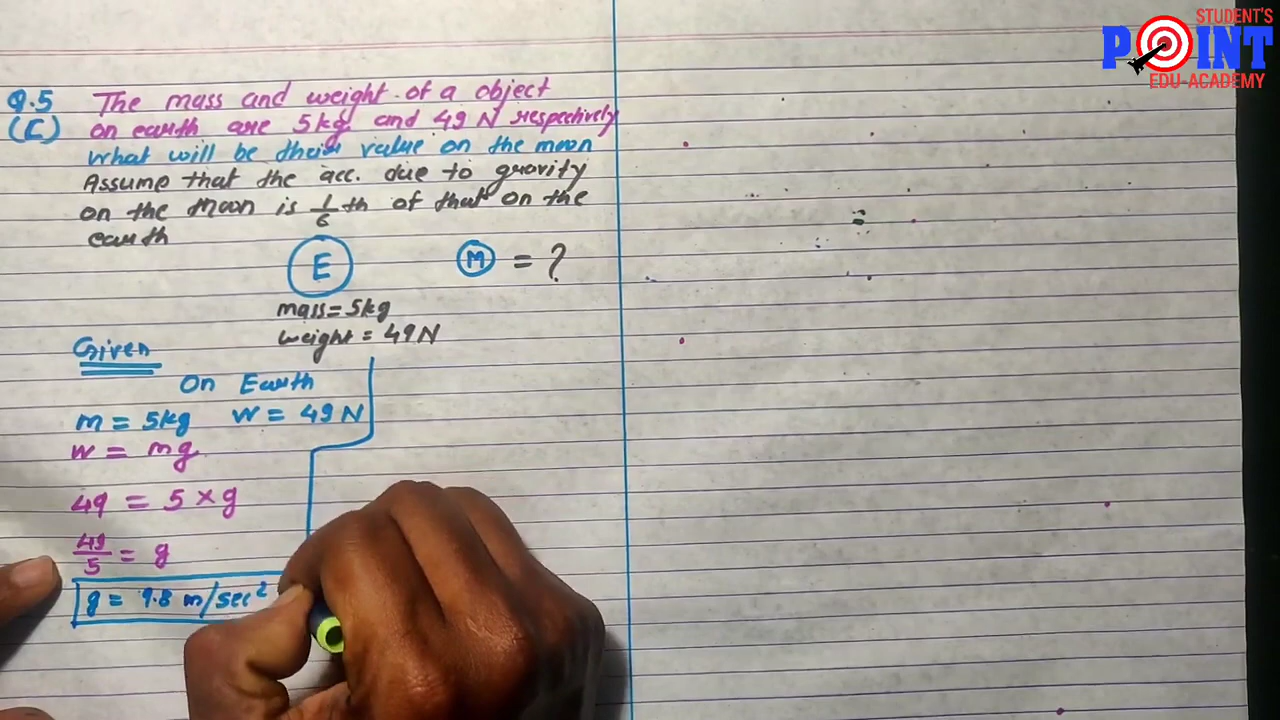 STUDENT'S
POINT
EDU-ACADEMY
Q.5 The mass and weight of a object
(C) on earth are 5kg and 49 N respectively
what will be their value on the moon
Assume that the acc. due to gravity
on the moon is 1/6 th of that on the
earth
E M = ?
mass = 5kg
weight = 49 N
Given
On Earth
m = 5kg W = 49 N
W = mg
49 = 5 × g
49/5 = g
g = 9.8 m/sec²